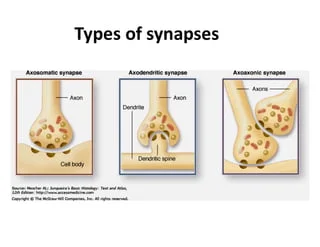 Types of synapses
Axosomatic synapse
Axodendritic synapse
Axoaxonic synapse
Axon
Cell body
Dendrite
Axon
Dendritic spine
Axons
Source: Mescher AL: Junqueira's Basic Histology: Text and Atlas,
12th Edition: http://www.accessmedicine.com
Copyright © The McGraw-Hill Companies, Inc. All rights reserved.